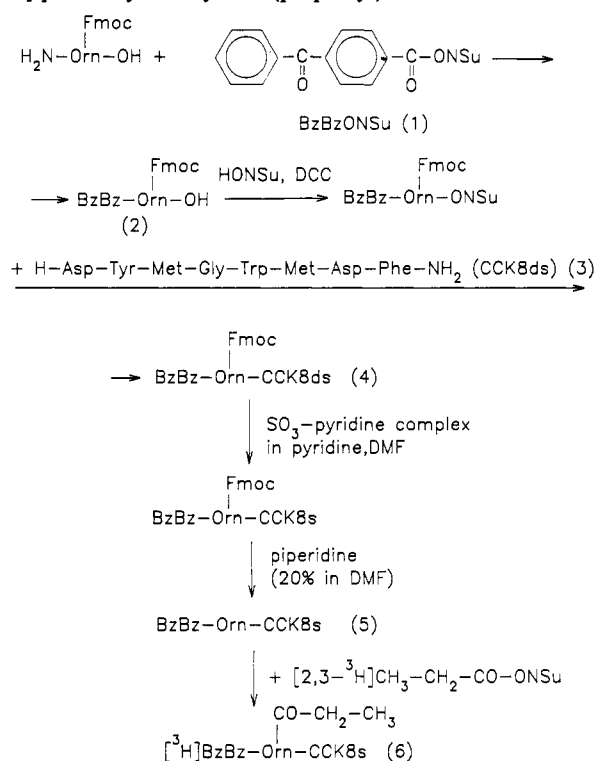 Fmoc
H₂N–Orn–OH + C(=O)–C(=O)–ONSu
BzBzONSu (1)
Fmoc Fmoc
BzBz–Orn–OH HONSu, DCC BzBz–Orn–ONSu
(2)
+ H–Asp–Tyr–Met–Gly–Trp–Met–Asp–Phe–NH₂ (CCK8ds) (3)
Fmoc
BzBz–Orn–CCK8ds (4)
SO₃–pyridine complex
in pyridine,DMF
Fmoc
BzBz–Orn–CCK8s
piperidine
(20% in DMF)
BzBz–Orn–CCK8s (5)
+ [2,3–³H]CH₃–CH₂–CO–ONSu
CO–CH₂–CH₃
[³H]BzBz–Orn–CCK8s (6)